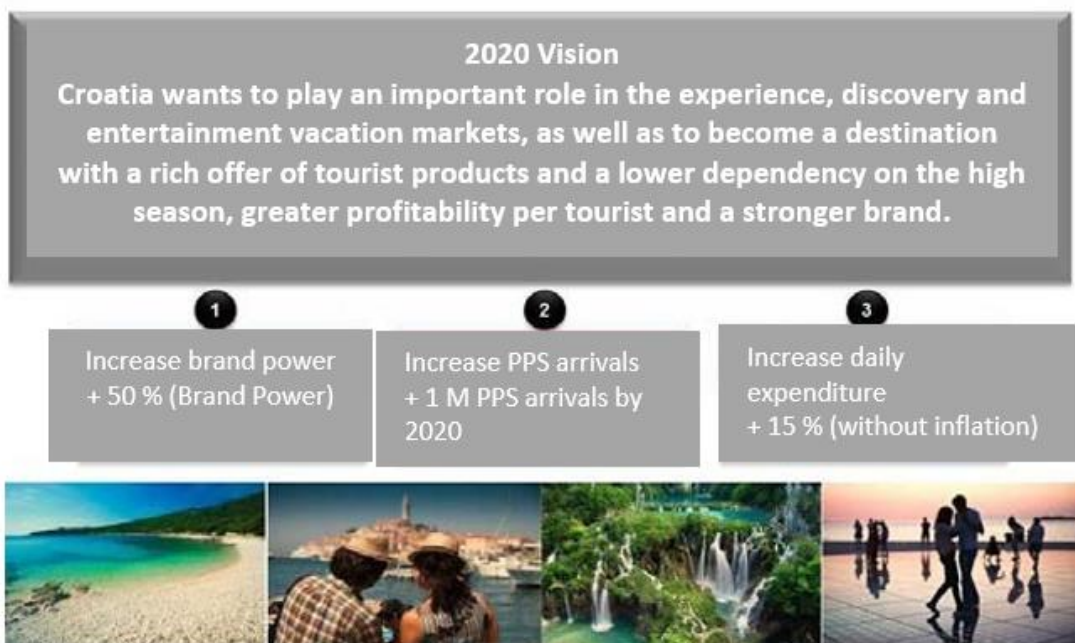 2020 Vision
Croatia wants to play an important role in the experience, discovery and
entertainment vacation markets, as well as to become a destination
with a rich offer of tourist products and a lower dependency on the high
season, greater profitability per tourist and a stronger brand.
1
Increase brand power
+ 50 % (Brand Power)
2
Increase PPS arrivals
+ 1 M PPS arrivals by
2020
3
Increase daily
expenditure
+ 15 % (without inflation)